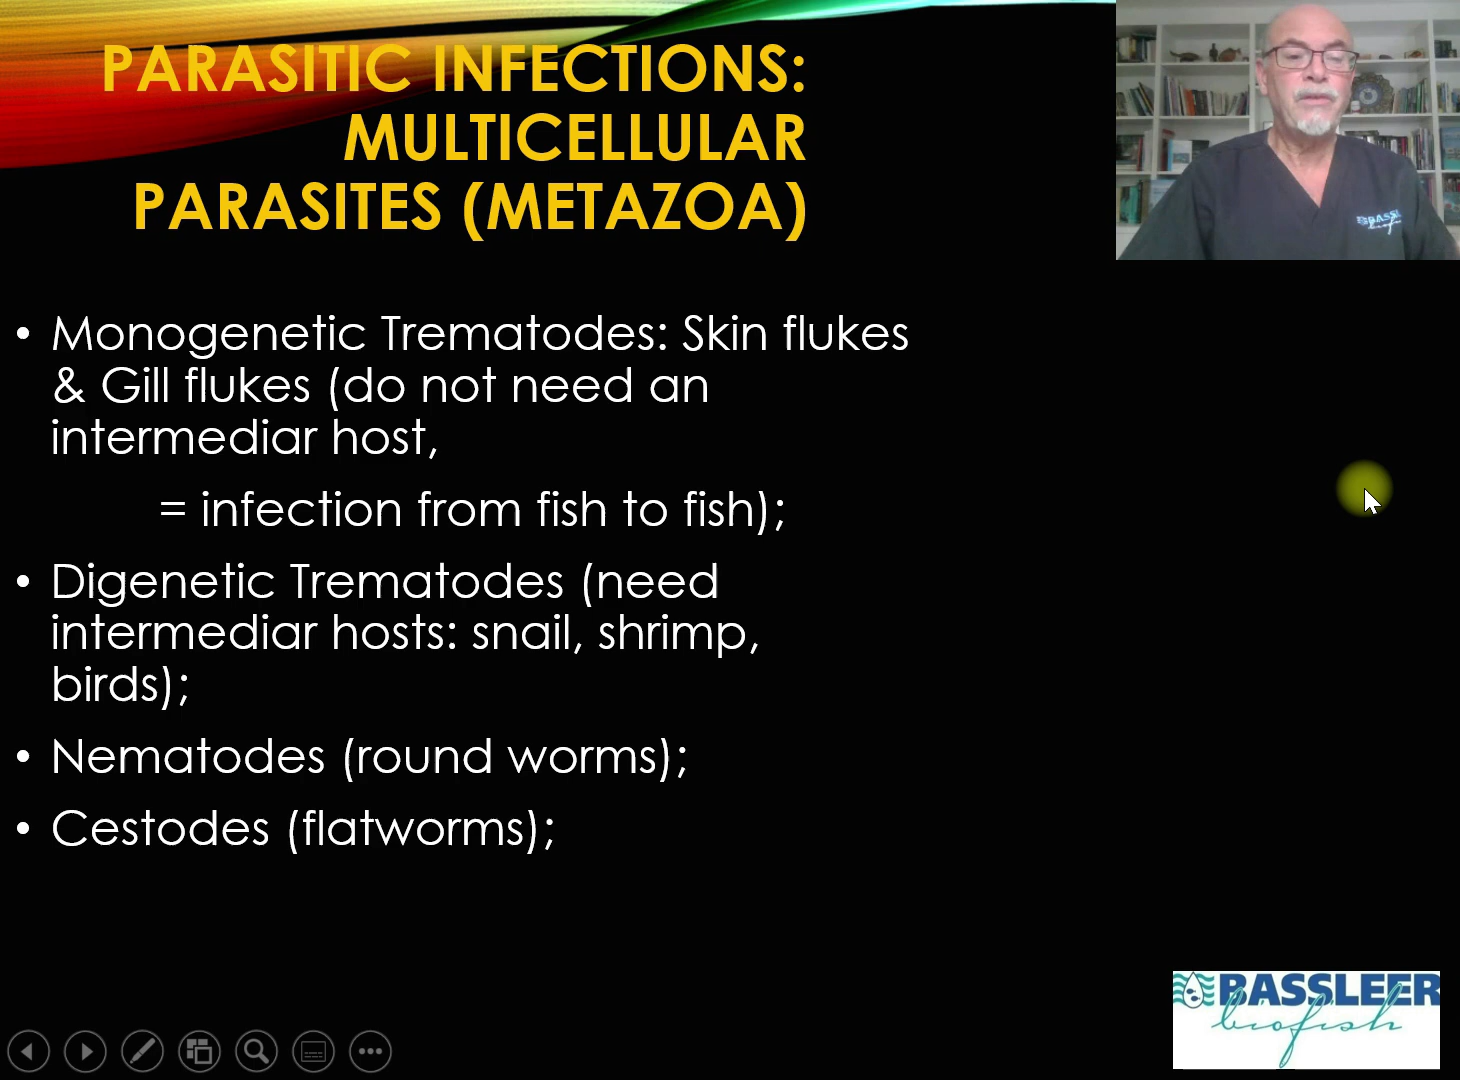 PARASITIC INFECTIONS:
MULTICELLULAR
PARASITES (METAZOA)
• Monogenetic Trematodes: Skin flukes
& Gill flukes (do not need an
intermediar host,
= infection from fish to fish);
• Digenetic Trematodes (need
intermediar hosts: snail, shrimp,
birds);
• Nematodes (round worms);
• Cestodes (flatworms);
BASSLEER
biofish